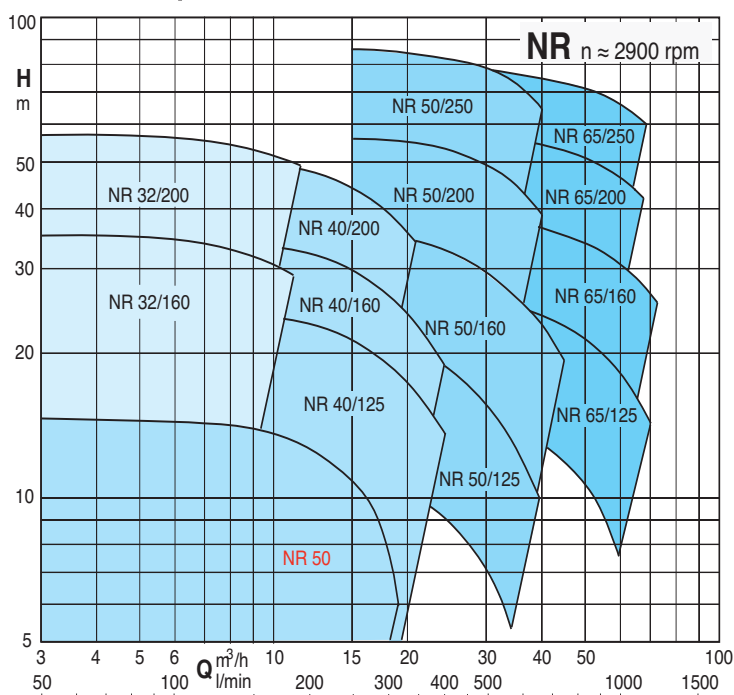 100
NR n ≈ 2900 rpm
H
m
NR 50/250
NR 65/250
50
NR 32/200
NR 50/200
NR 65/200
40
NR 40/200
30
NR 32/160
NR 40/160
NR 65/160
NR 50/160
20
NR 40/125
NR 65/125
NR 50/125
10
NR 50
5
3 4 5 6 10 15 20 30 40 50 100
Q m³/h
l/min
50 100 200 300 400 500 1000 1500